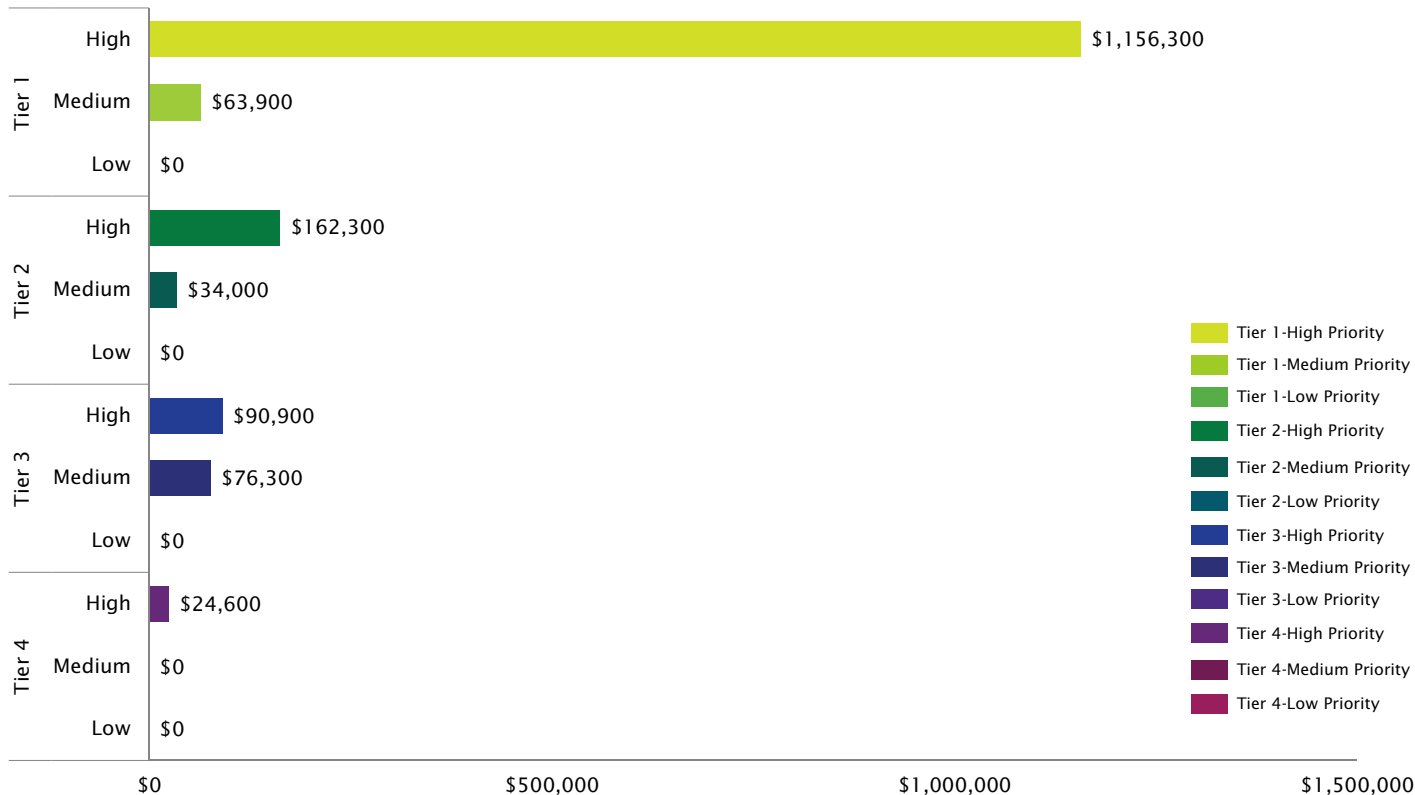 Tier 1
High
$1,156,300
Medium
$63,900
Low
$0
Tier 2
High
$162,300
Medium
$34,000
Low
$0
Tier 3
High
$90,900
Medium
$76,300
Low
$0
Tier 4
High
$24,600
Medium
$0
Low
$0
$0 $500,000 $1,000,000 $1,500,000
Tier 1-High Priority
Tier 1-Medium Priority
Tier 1-Low Priority
Tier 2-High Priority
Tier 2-Medium Priority
Tier 2-Low Priority
Tier 3-High Priority
Tier 3-Medium Priority
Tier 3-Low Priority
Tier 4-High Priority
Tier 4-Medium Priority
Tier 4-Low Priority